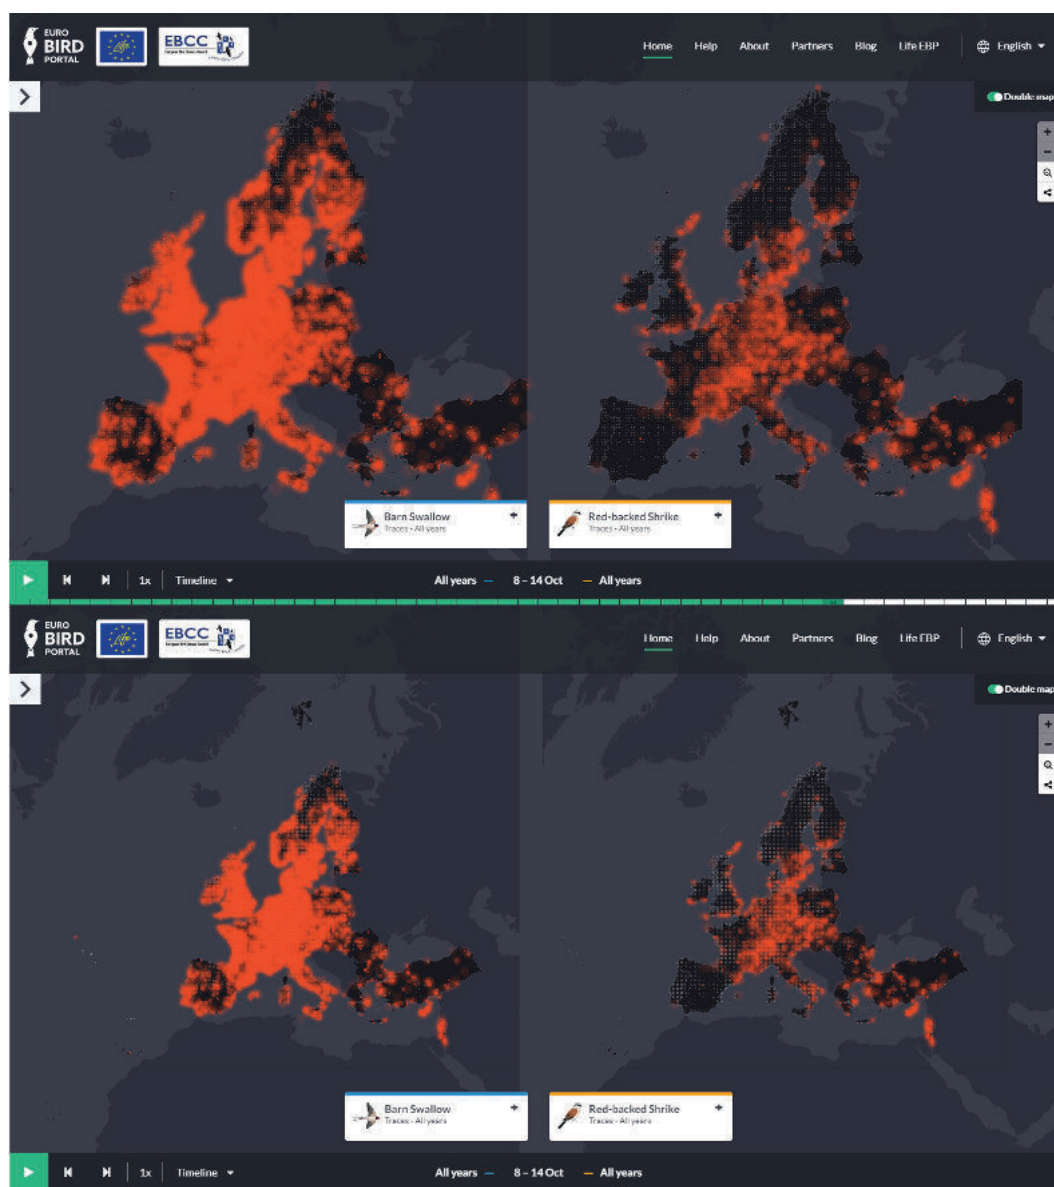 EURO
BIRD
PORTAL
EBCC
Home Help About Partners Blog Life EBP English
Double map
Barn Swallow
Traces - All years
Red-backed Shrike
Traces - All years
1x Timeline All years 8 – 14 Oct All years
EURO
BIRD
PORTAL
EBCC
Home Help About Partners Blog Life EBP English
Double map
Barn Swallow
Traces - All years
Red-backed Shrike
Traces - All years
1x Timeline All years 8 – 14 Oct All years